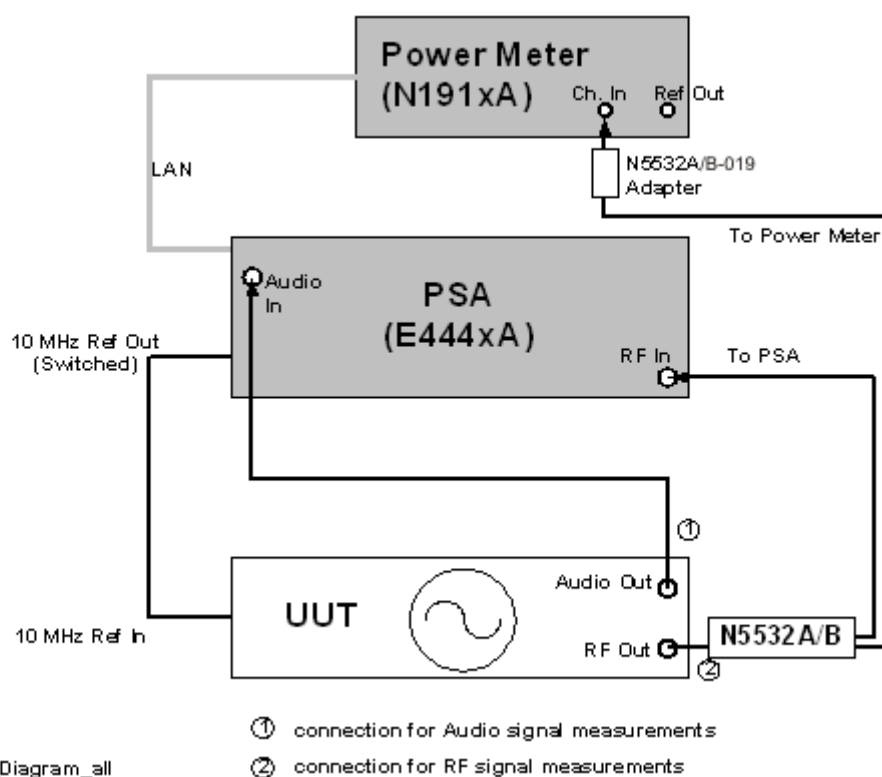 Power Meter
(N191xA)
Ch. In
Ref Out
LAN
N5532A/B-019
Adapter
To Power Meter
Audio
In
PSA
(E444xA)
10 MHz Ref Out
(Switched)
RF In
To PSA
①
UUT
Audio Out
10 MHz Ref In
RF Out
N5532A/B
②
① connection for Audio signal measurements
Diagram_all
② connection for RF signal measurements